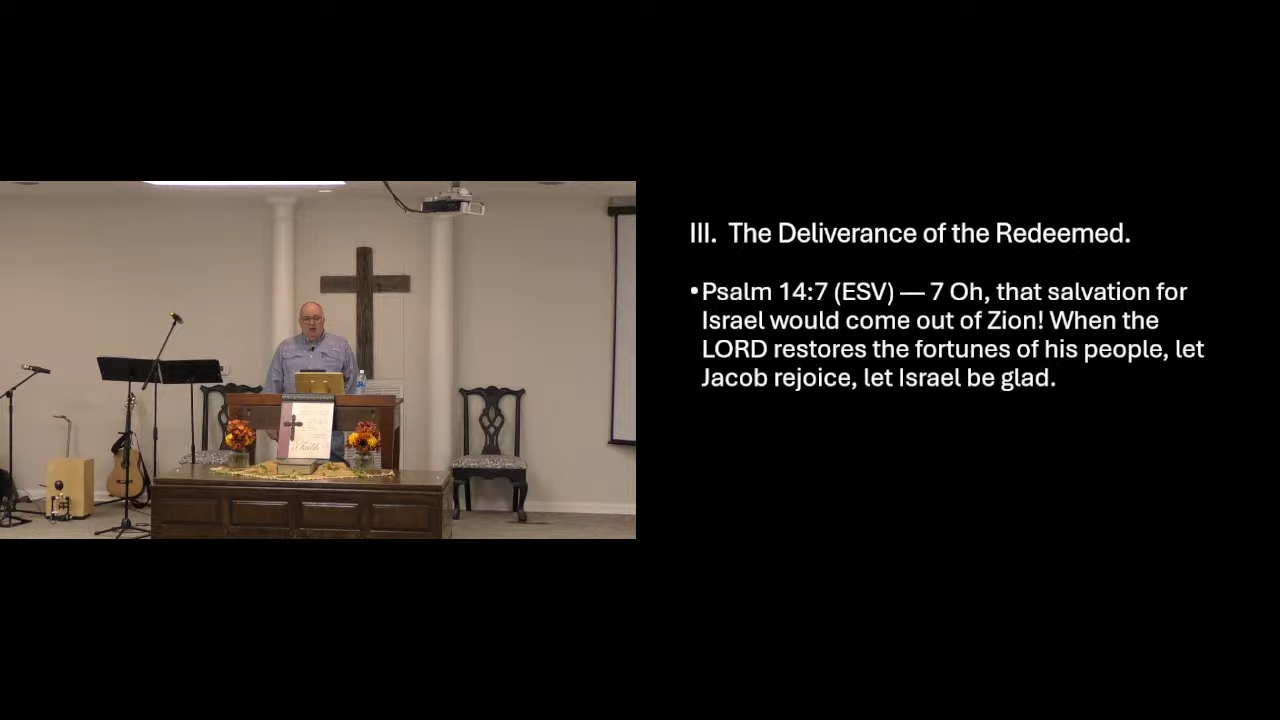 III. The Deliverance of the Redeemed.
•Psalm 14:7 (ESV) — 7 Oh, that salvation for
Israel would come out of Zion! When the
LORD restores the fortunes of his people, let
Jacob rejoice, let Israel be glad.
Faith